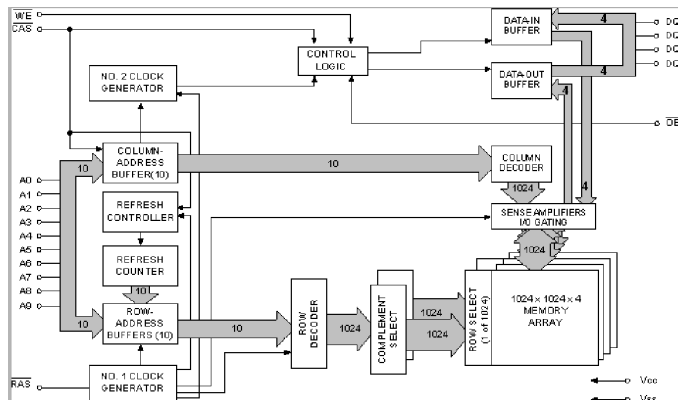 WE
CAS
DATA-IN
BUFFER
4
DQ
DQ
DQ
DQ
CONTROL
LOGIC
NO. 2 CLOCK
GENERATOR
DATA-OUT
BUFFER
4
4
OE
COLUMN-
ADDRESS
BUFFER(10)
10
10
COLUMN
DECODER
1024
4
A0
A1
A2
A3
A4
A5
A6
A7
A8
A9
REFRESH
CONTROLLER
SENSE AMPLIFIERS
I/O GATING
REFRESH
COUNTER
1024
10
10
ROW-
ADDRESS
BUFFERS (10)
10
ROW
DECODER
1024
COMPLEMENT
SELECT
1024
1024
ROW SELECT
(1 of 1024)
1024 x 1024 x 4
MEMORY
ARRAY
RAS
NO. 1 CLOCK
GENERATOR
Vcc
Vss